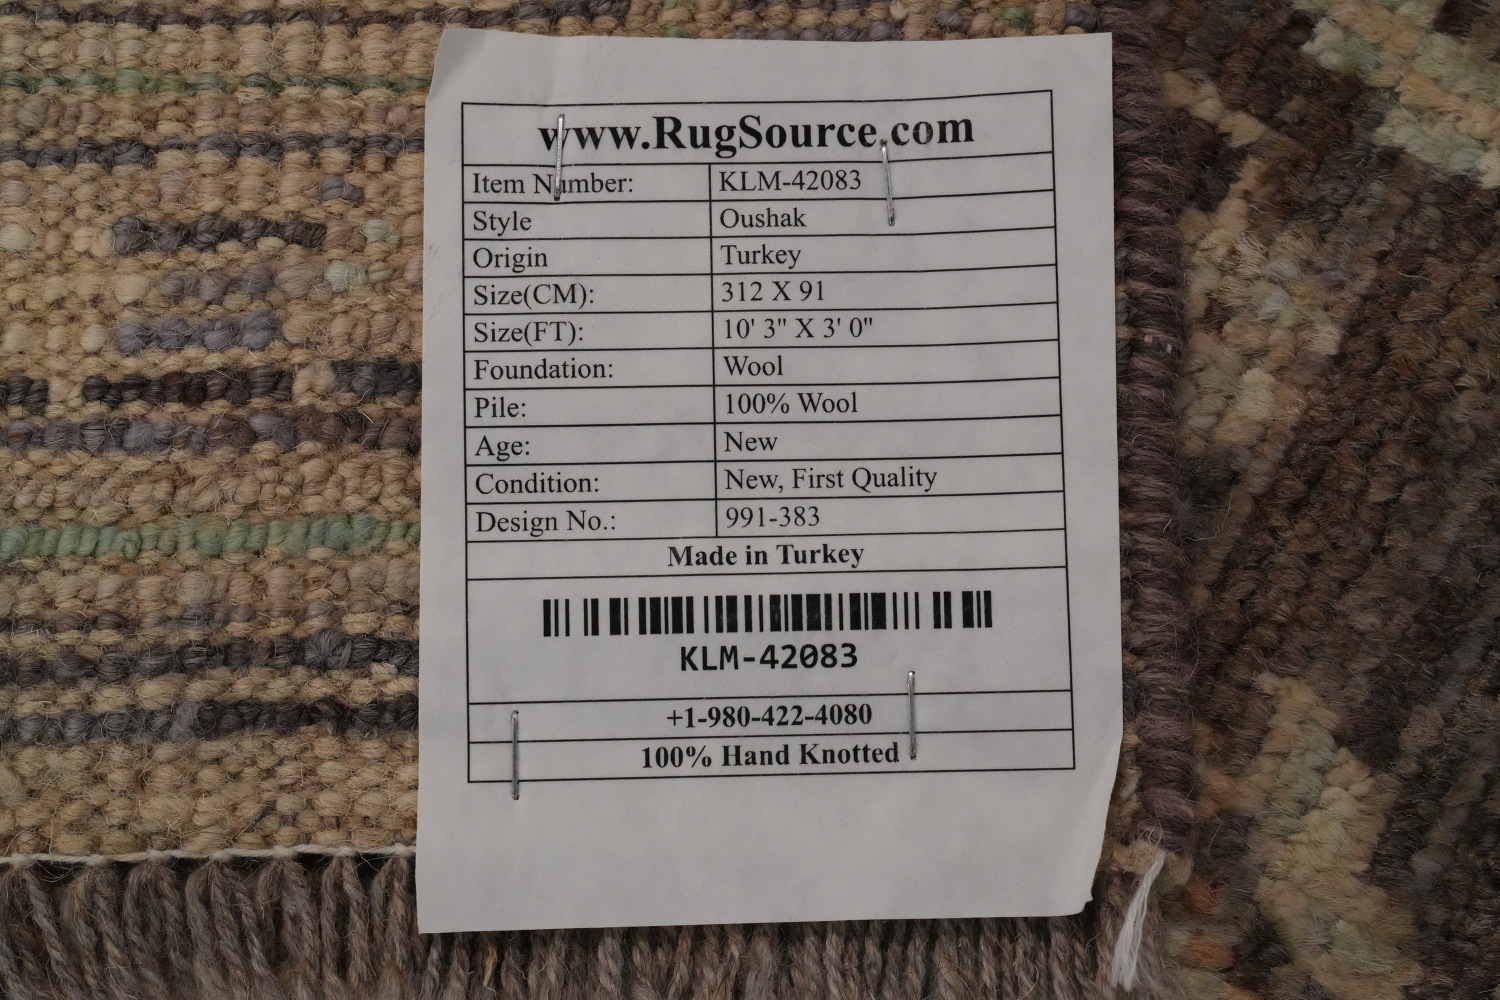 www.RugSource.com
Item Number: KLM-42083
Style Oushak
Origin Turkey
Size(CM): 312 X 91
Size(FT): 10' 3" X 3' 0"
Foundation: Wool
Pile: 100% Wool
Age: New
Condition: New, First Quality
Design No.: 991-383
Made in Turkey
KLM-42083
+1-980-422-4080
100% Hand Knotted